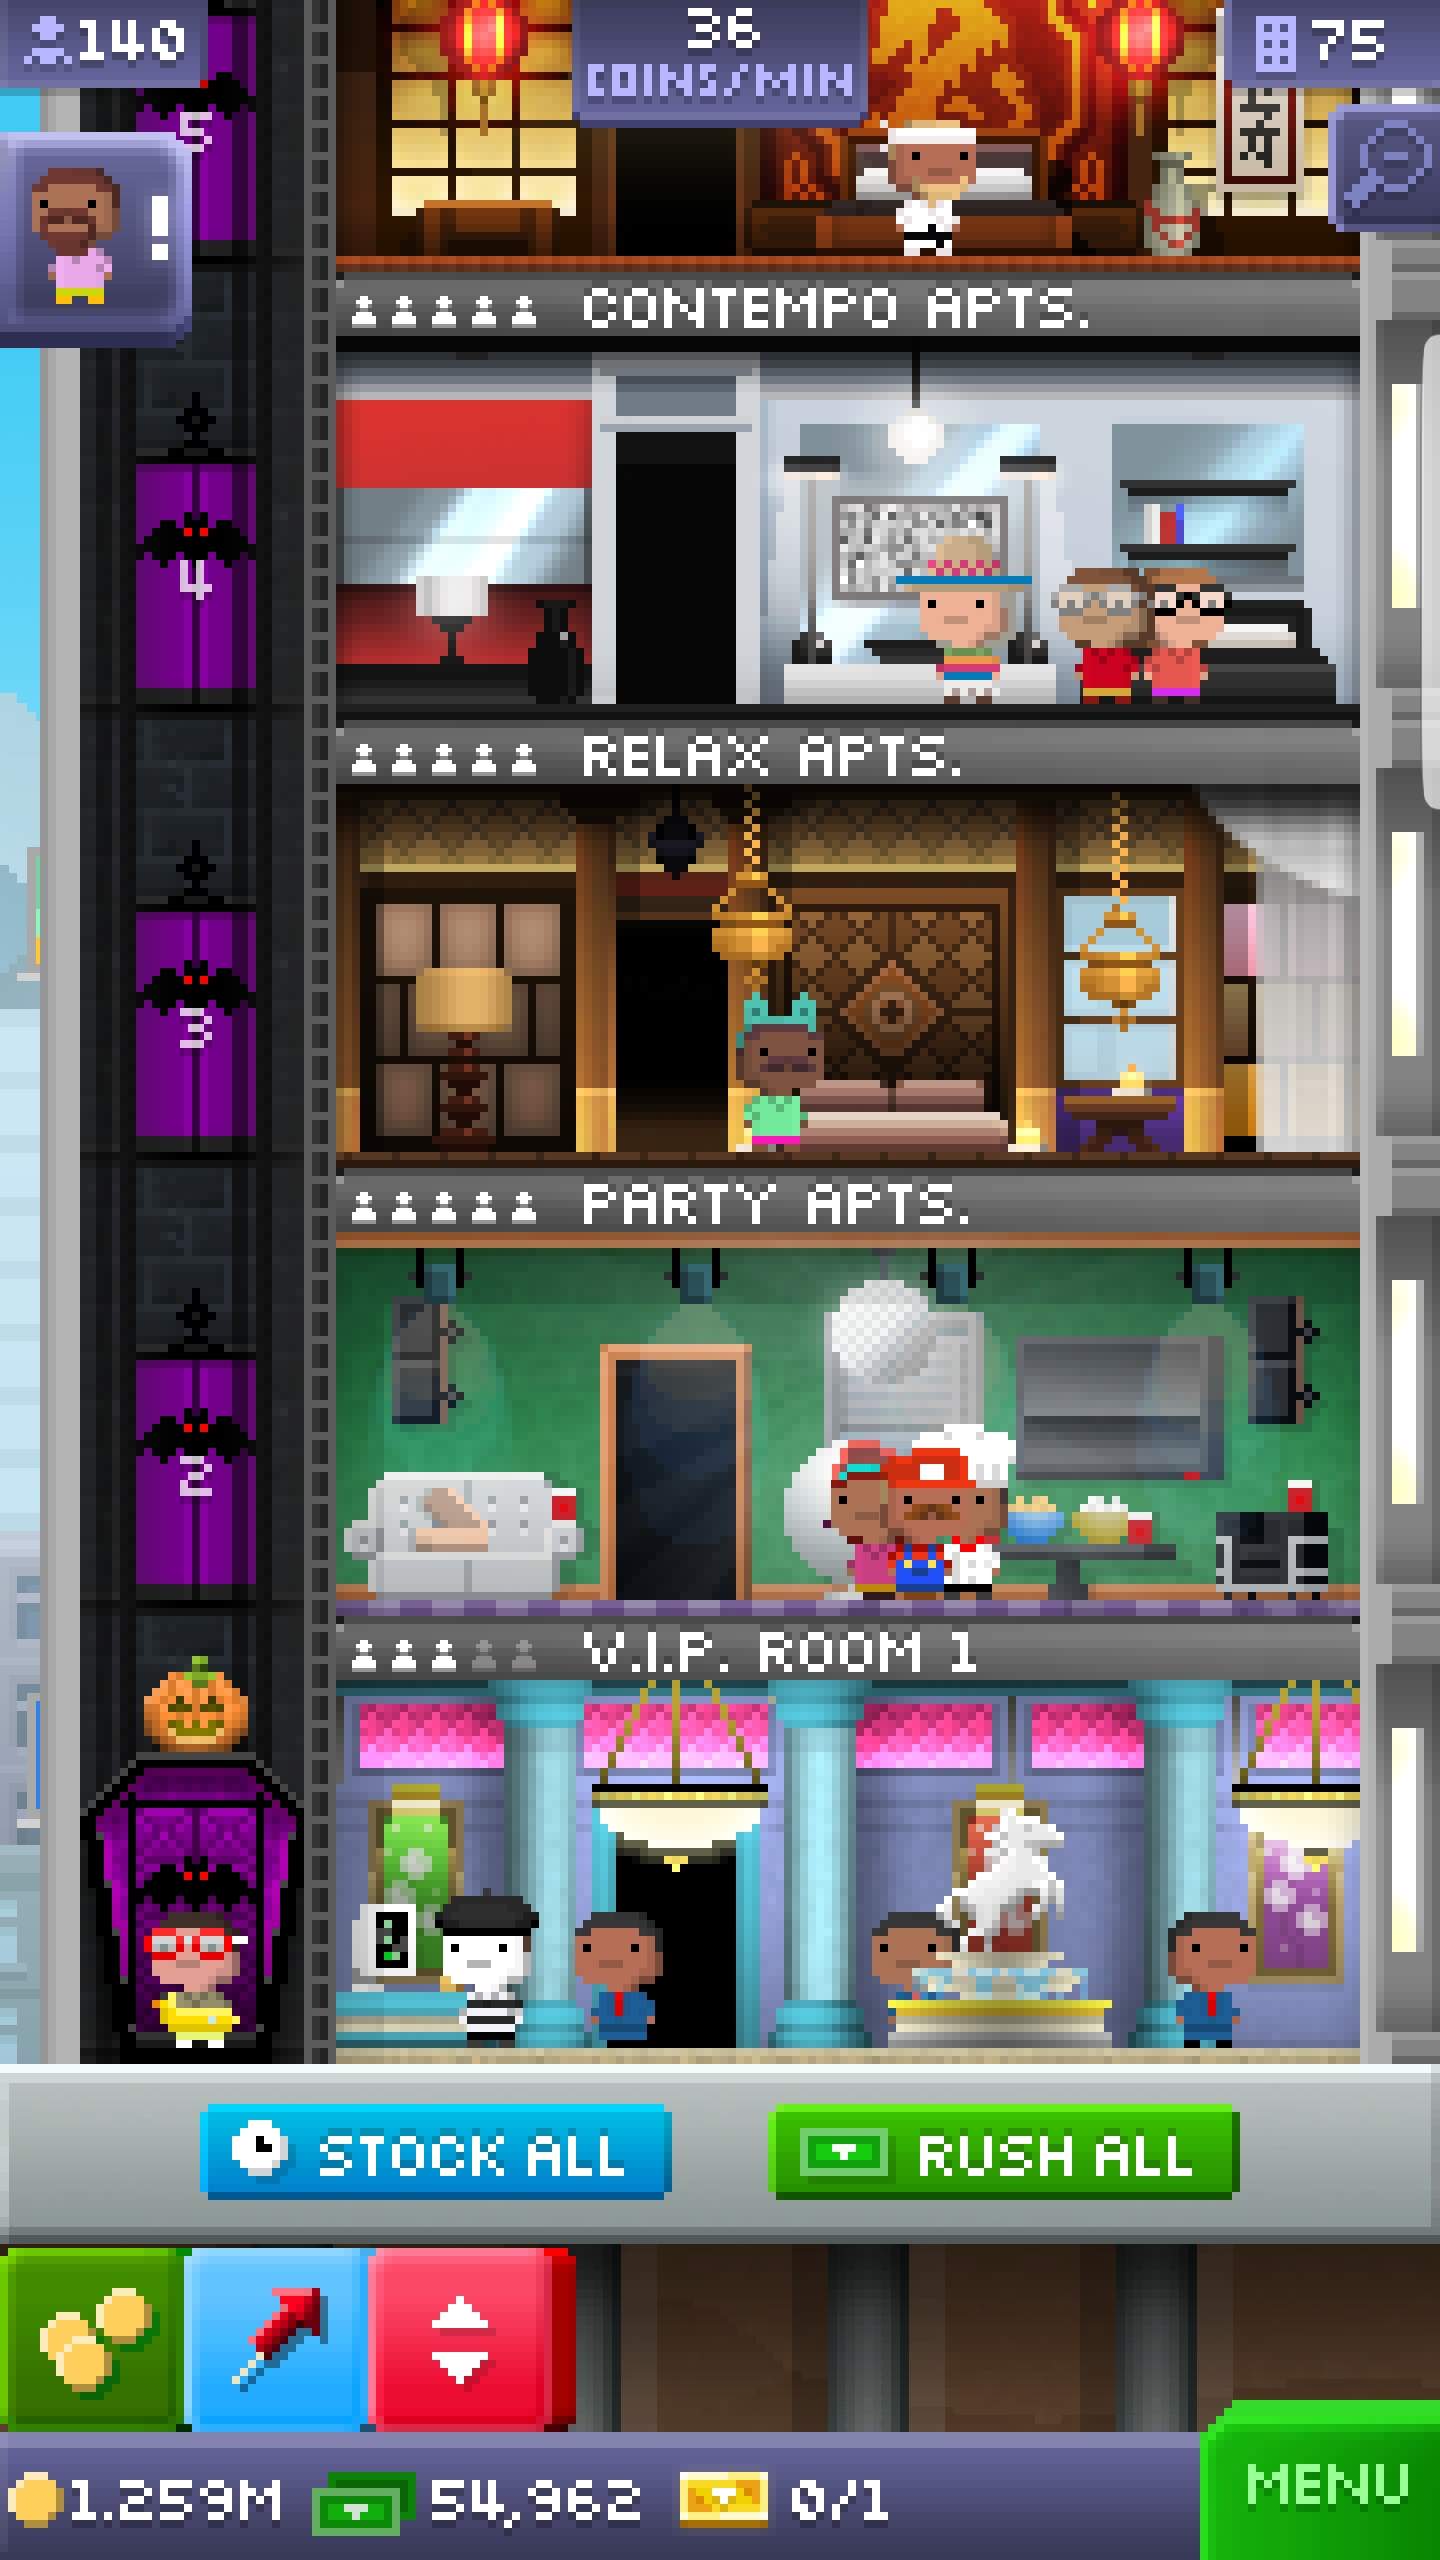 140
36
COINS/MIN
75
5
!
CONTEMPO APTS.
4
RELAX APTS.
3
PARTY APTS.
2
V.I.P. ROOM 1
STOCK ALL
RUSH ALL
1.259M
54,962
0/1
MENU